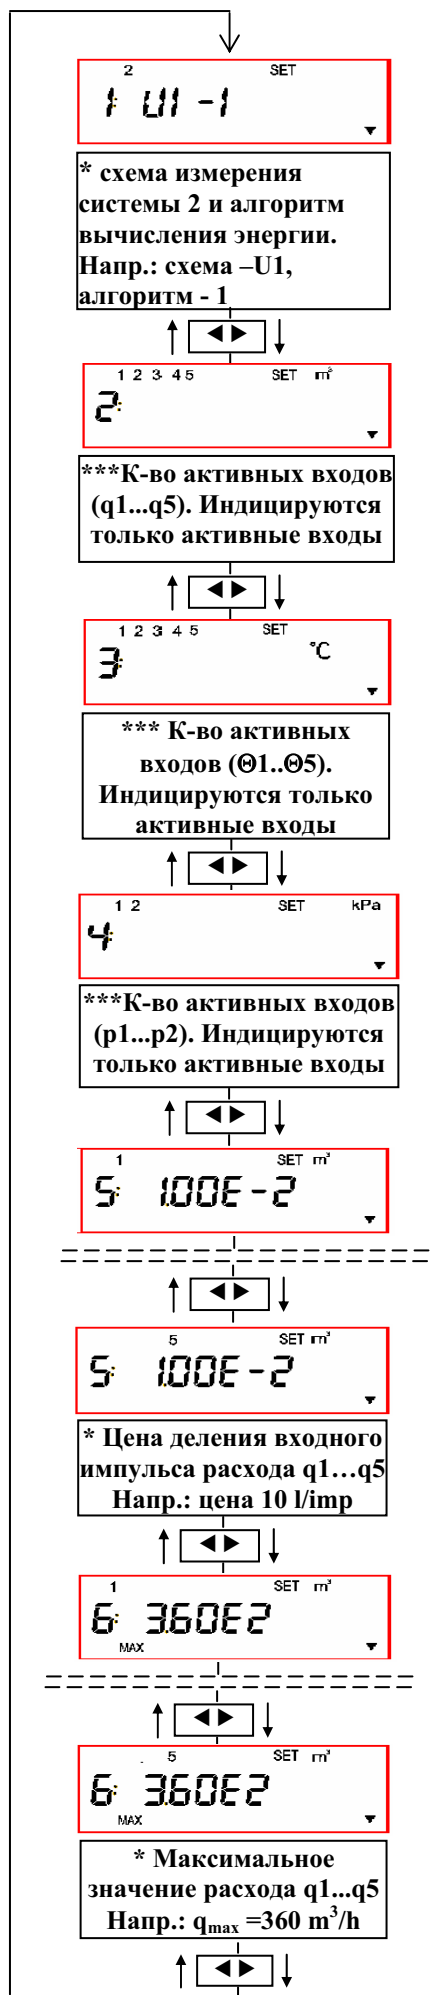 2 SET
1: U1 -1
* схема измерения
системы 2 и алгоритм
вычисления энергии.
Напр.: схема –U1,
алгоритм - 1
1 2 3 4 5 SET m³
2:
***К-во активных входов
(q1...q5). Индицируются
только активные входы
1 2 3 4 5 SET
°C
3:
*** К-во активных
входов (Θ1..Θ5).
Индицируются только
активные входы
1 2 SET kPa
4:
***К-во активных входов
(p1...p2). Индицируются
только активные входы
1 SET m³
5: 1.00E-2
5 SET m³
5: 1.00E-2
* Цена деления входного
импульса расхода q1…q5
Напр.: цена 10 l/imp
1 SET m³
6: 3.60E2
MAX
5 SET m³
6: 3.60E2
MAX
* Максимальное
значение расхода q1...q5
Напр.: qmax =360 m³/h